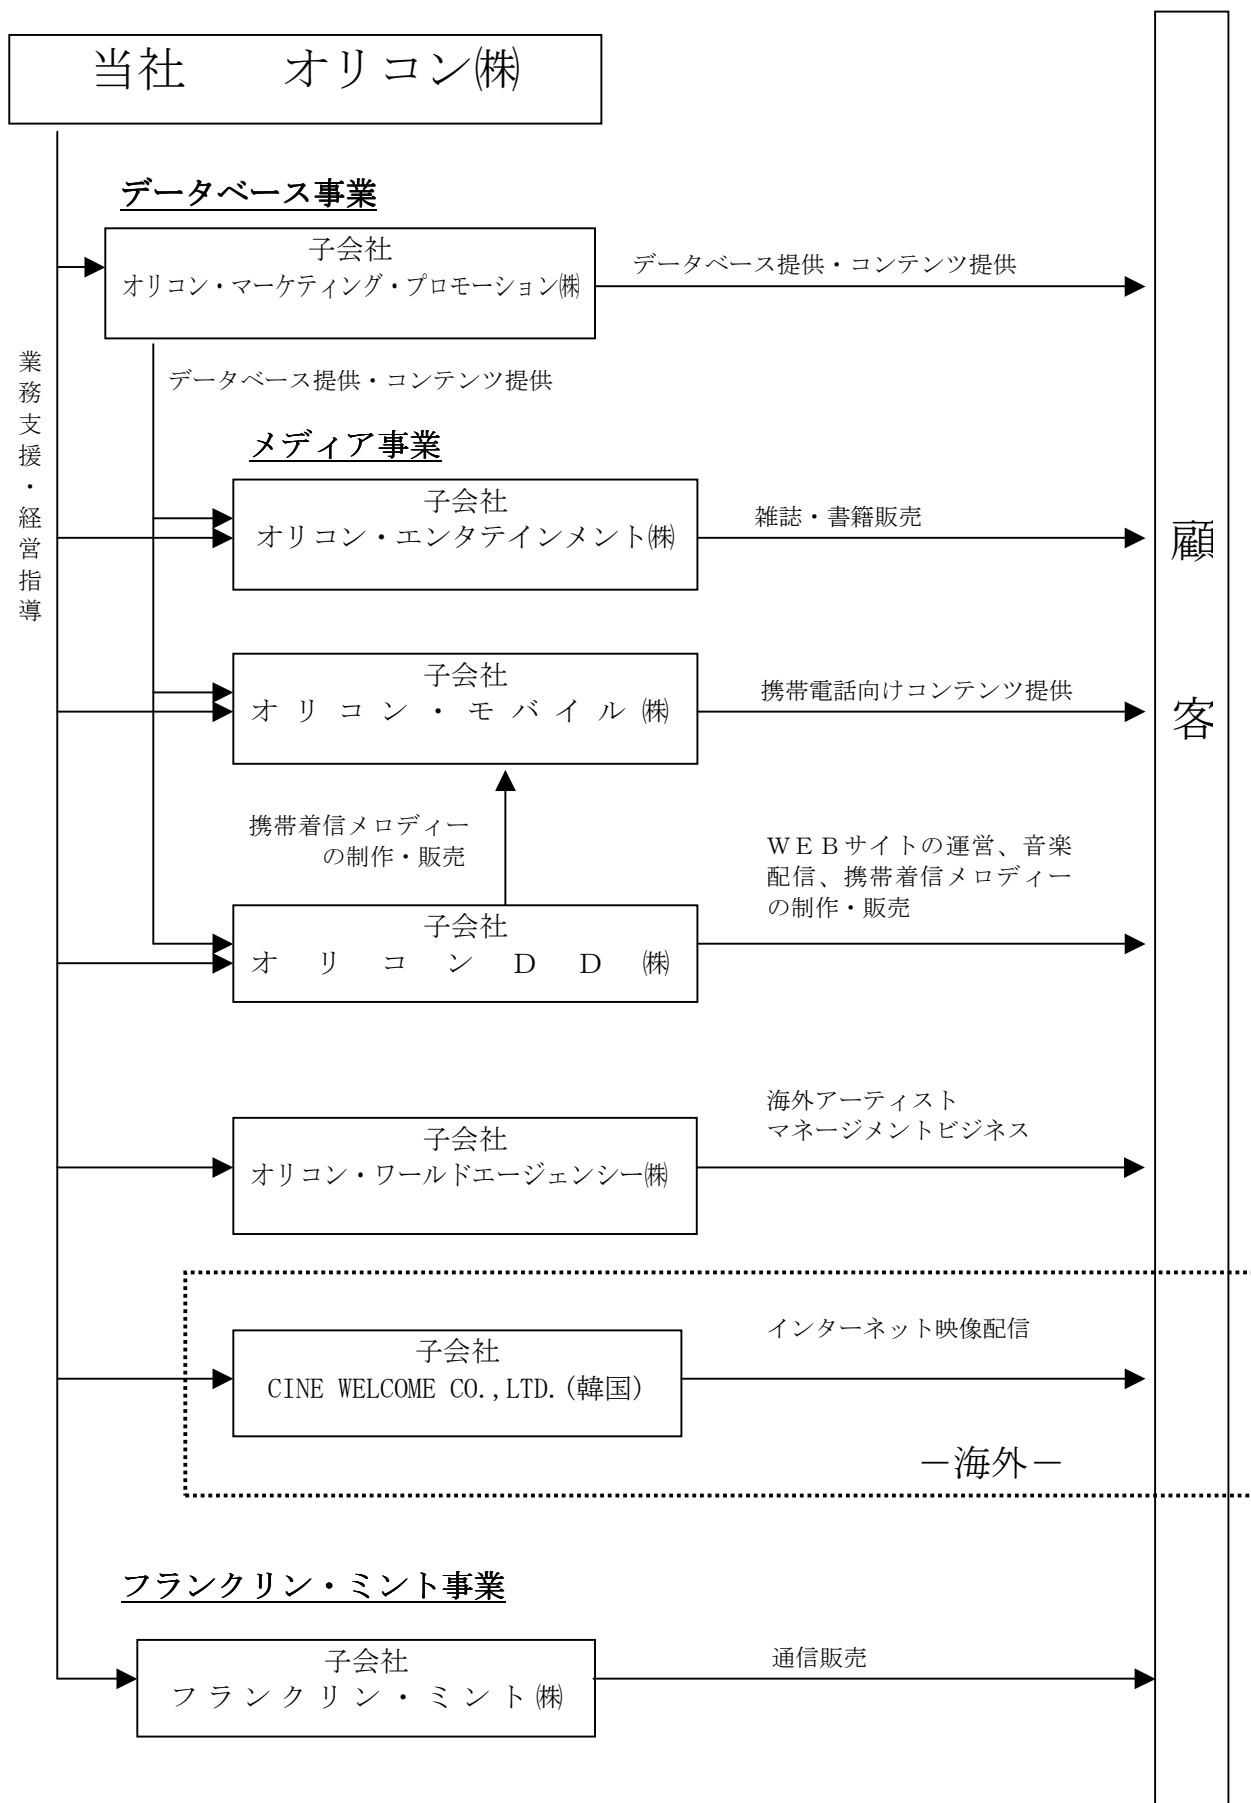 当社　　オリコン㈱
データベース事業
子会社
オリコン・マーケティング・プロモーション㈱
データベース提供・コンテンツ提供
業務支援・経営指導
データベース提供・コンテンツ提供
メディア事業
子会社
オリコン・エンタテインメント㈱
雑誌・書籍販売
顧客
子会社
オリコン・モバイル㈱
携帯電話向けコンテンツ提供
携帯着信メロディー
の制作・販売
ＷＥＢサイトの運営、音楽
配信、携帯着信メロディー
の制作・販売
子会社
オリコンＤＤ㈱
海外アーティスト
マネージメントビジネス
子会社
オリコン・ワールドエージェンシー㈱
インターネット映像配信
子会社
CINE WELCOME CO.,LTD.(韓国)
－海外－
フランクリン・ミント事業
子会社
フランクリン・ミント㈱
通信販売